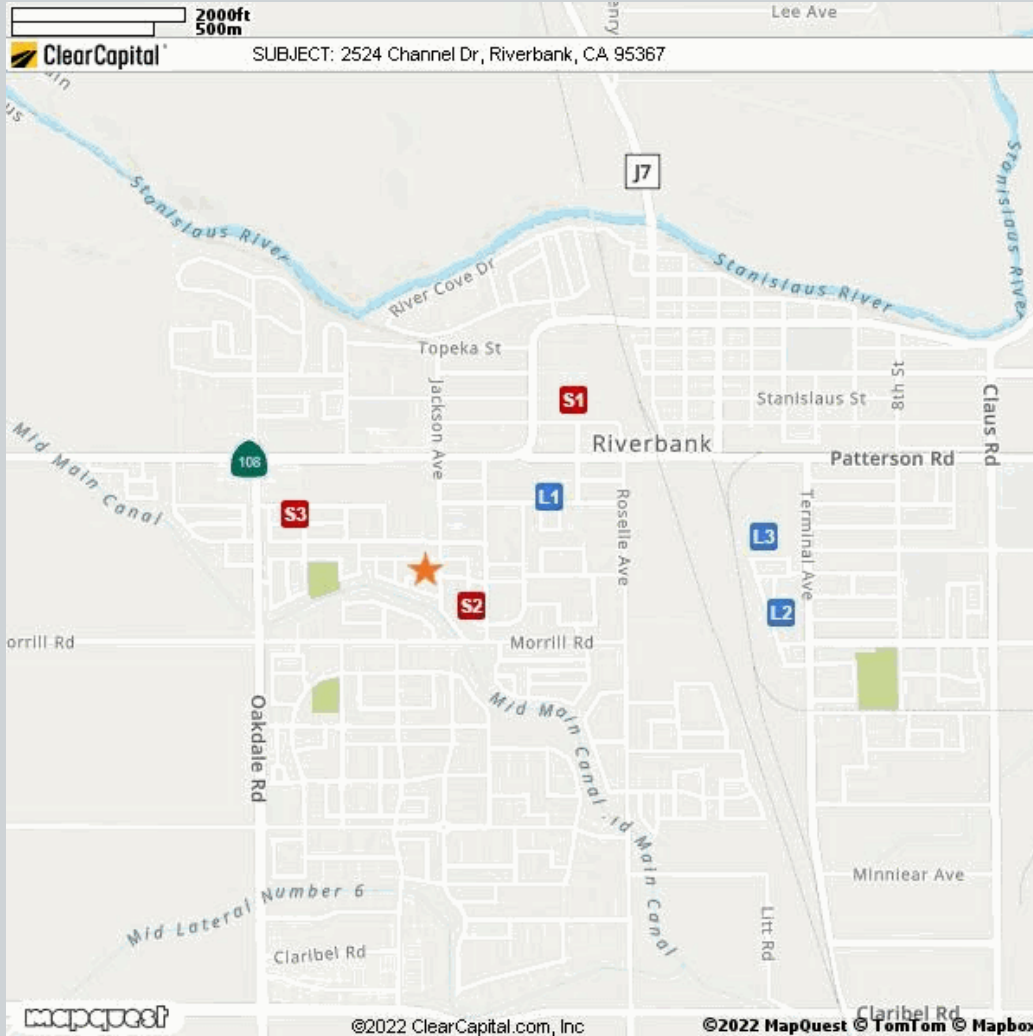 2000ft
500m
Lee Ave
ClearCapital
SUBJECT: 2524 Channel Dr, Riverbank, CA 95367
J7
Stanislaus River
Stanislaus River
Stanislaus River
River Cove Dr
Topeka St
Jackson Ave
S1
Stanislaus St
8th St
Claus Rd
Riverbank
Patterson Rd
108
Mid Main Canal
L1
S3
Roselle Ave
Terminal Ave
L3
S2
L2
orrill Rd
Morrill Rd
Oakdale Rd
Mid Main Canal
id Main Canal
Minniear Ave
Mid Lateral Number 6
Litt Rd
Claribel Rd
Claribel Rd
mapquest
©2022 ClearCapital.com, Inc
©2022 MapQuest © TomTom © Mapbox